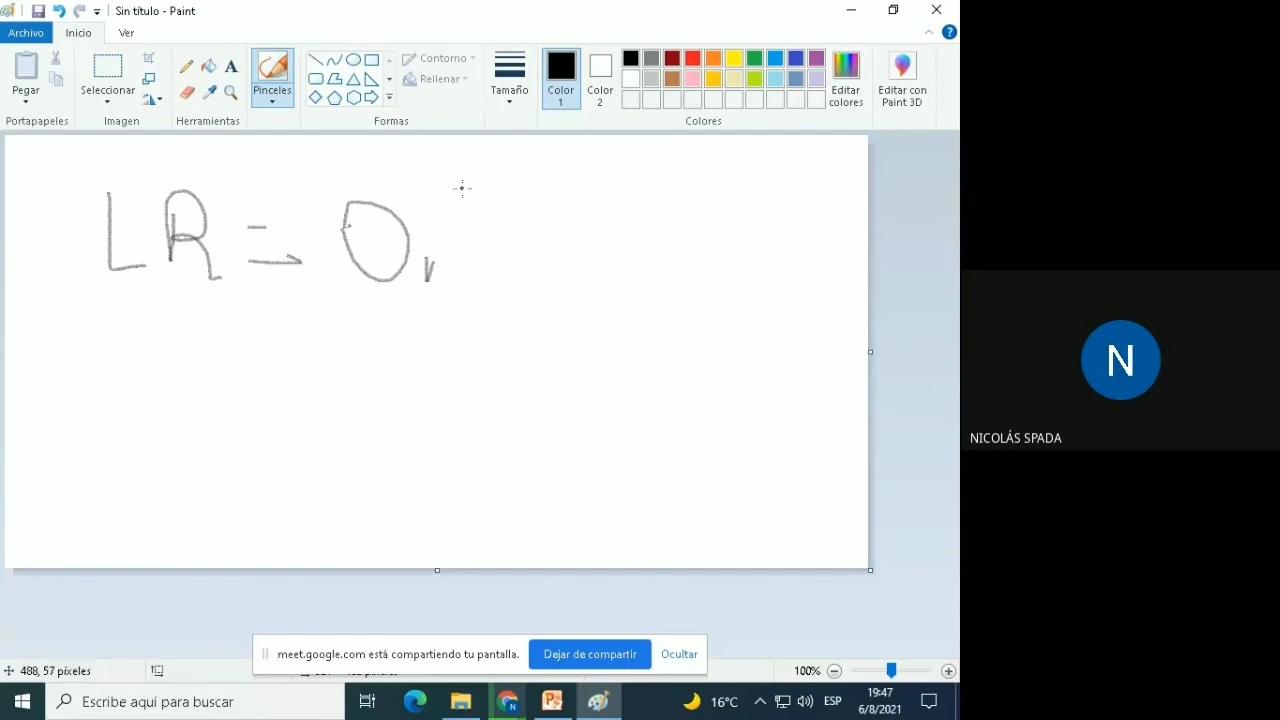 Sin título - Paint
Archivo Inicio Ver
Pegar
Seleccionar
Pinceles
Contorno
Rellenar
Tamaño
Color 1
Color 2
Editar colores
Editar con Paint 3D
Portapapeles Imagen Herramientas Formas Colores
LR = 0,
N
NICOLÁS SPADA
meet.google.com está compartiendo tu pantalla. Dejar de compartir Ocultar
488, 57 píxeles 100%
Escribe aquí para buscar
16°C ESP 19:47
6/8/2021